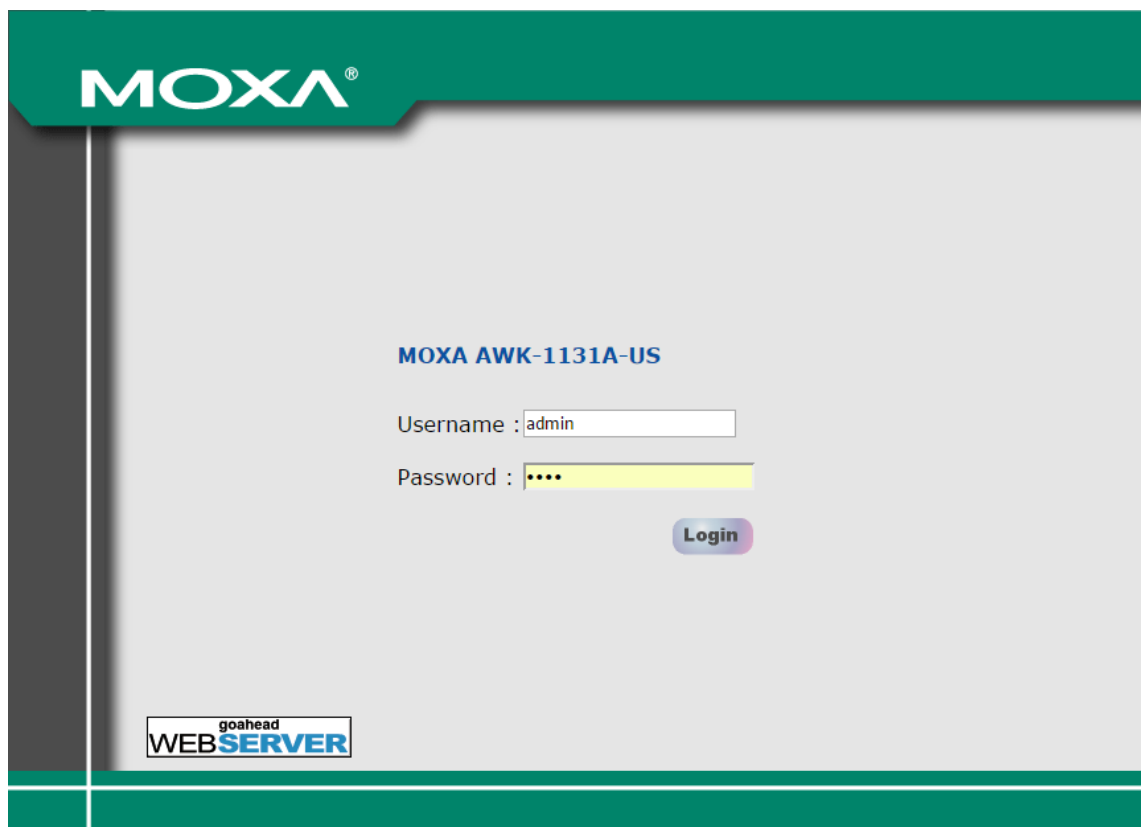 MOXA®
MOXA AWK-1131A-US
Username : admin
Password : ••••
Login
goahead
WEBSERVER